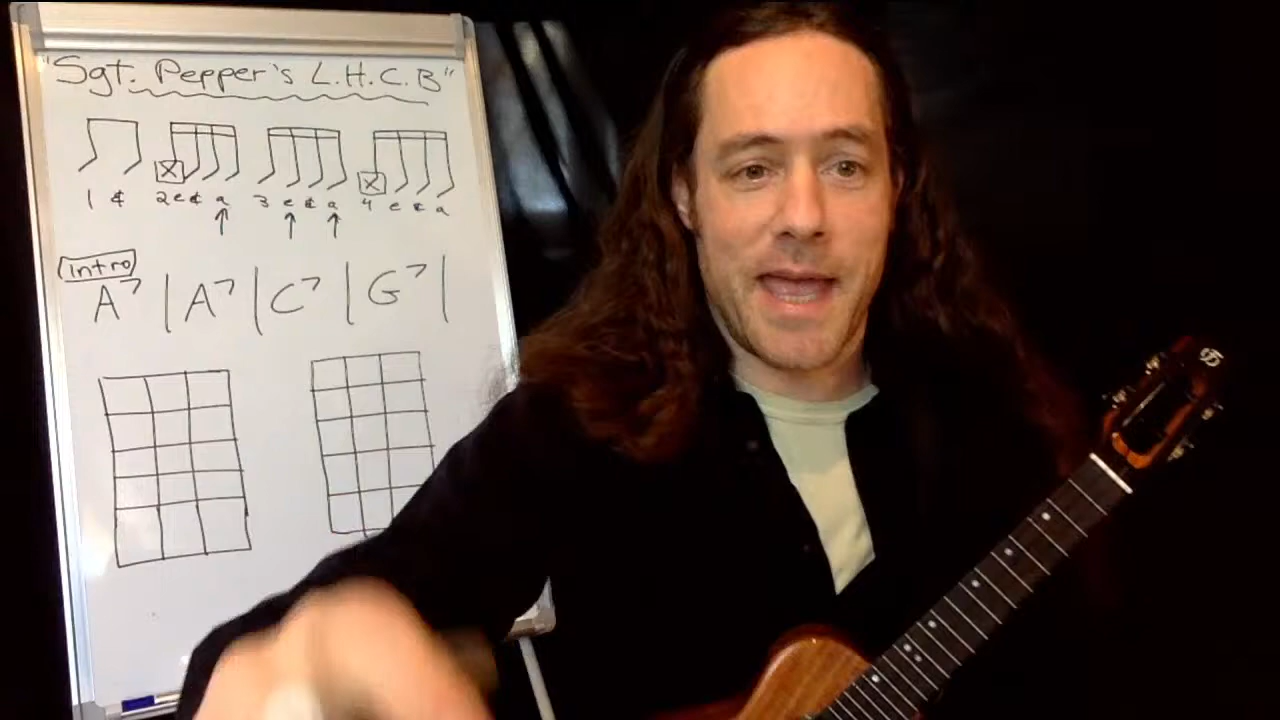 "Sgt. Pepper's L.H.C.B"
X X
1 & 2 e & a 3 e & a 4 e & a
Intro
A7 | A7 | C7 | G7 |